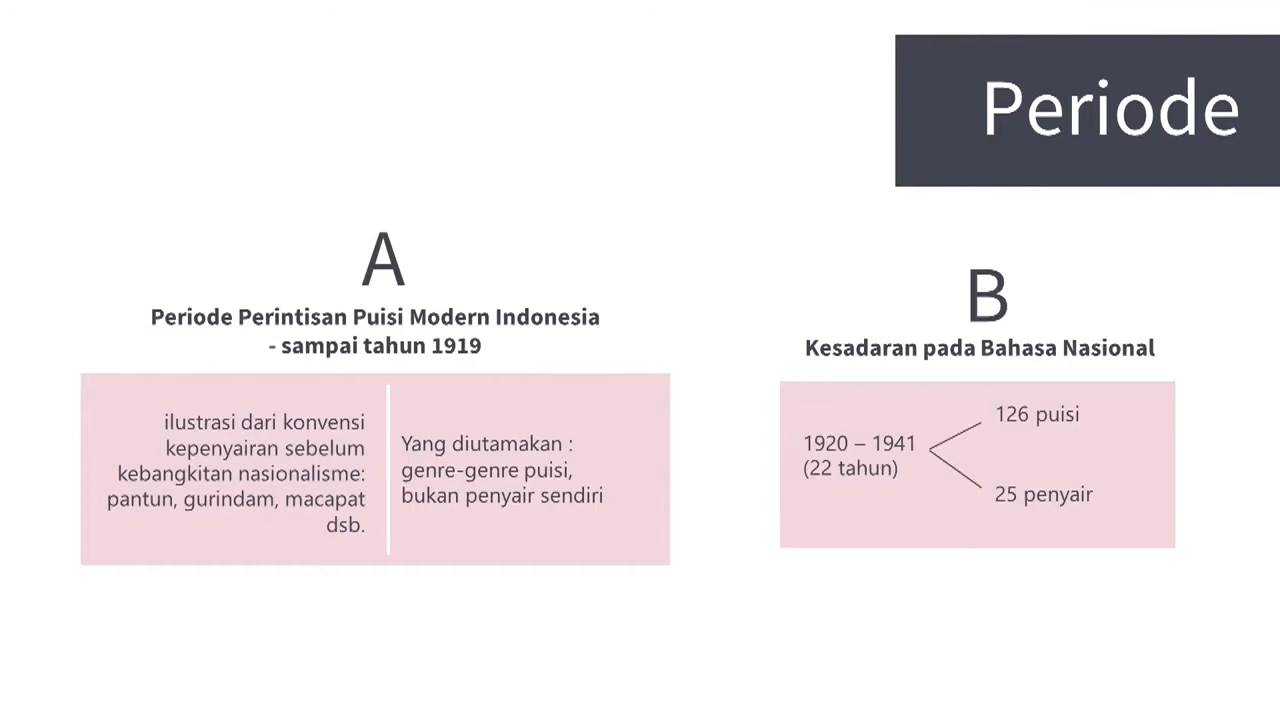 Periode
A
Periode Perintisan Puisi Modern Indonesia
- sampai tahun 1919
ilustrasi dari konvensi
kepenyairan sebelum
kebangkitan nasionalisme:
pantun, gurindam, macapat
dsb.
Yang diutamakan :
genre-genre puisi,
bukan penyair sendiri
B
Kesadaran pada Bahasa Nasional
1920 – 1941
(22 tahun)
126 puisi
25 penyair